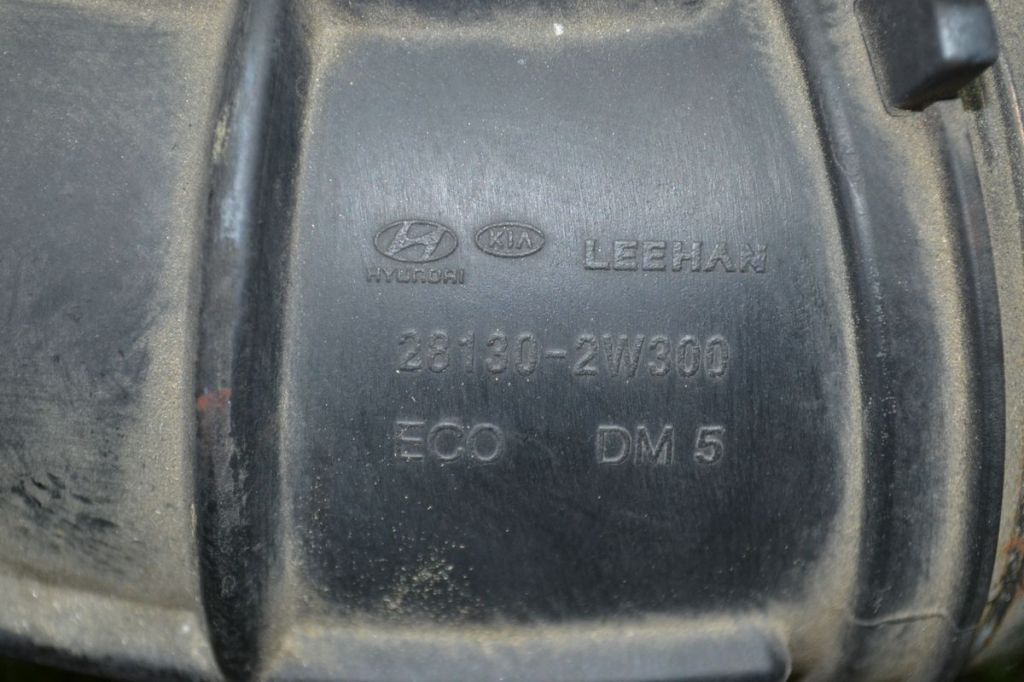 HYUNDAI KIA LEEHAN
28130-2W300
ECO DM 5